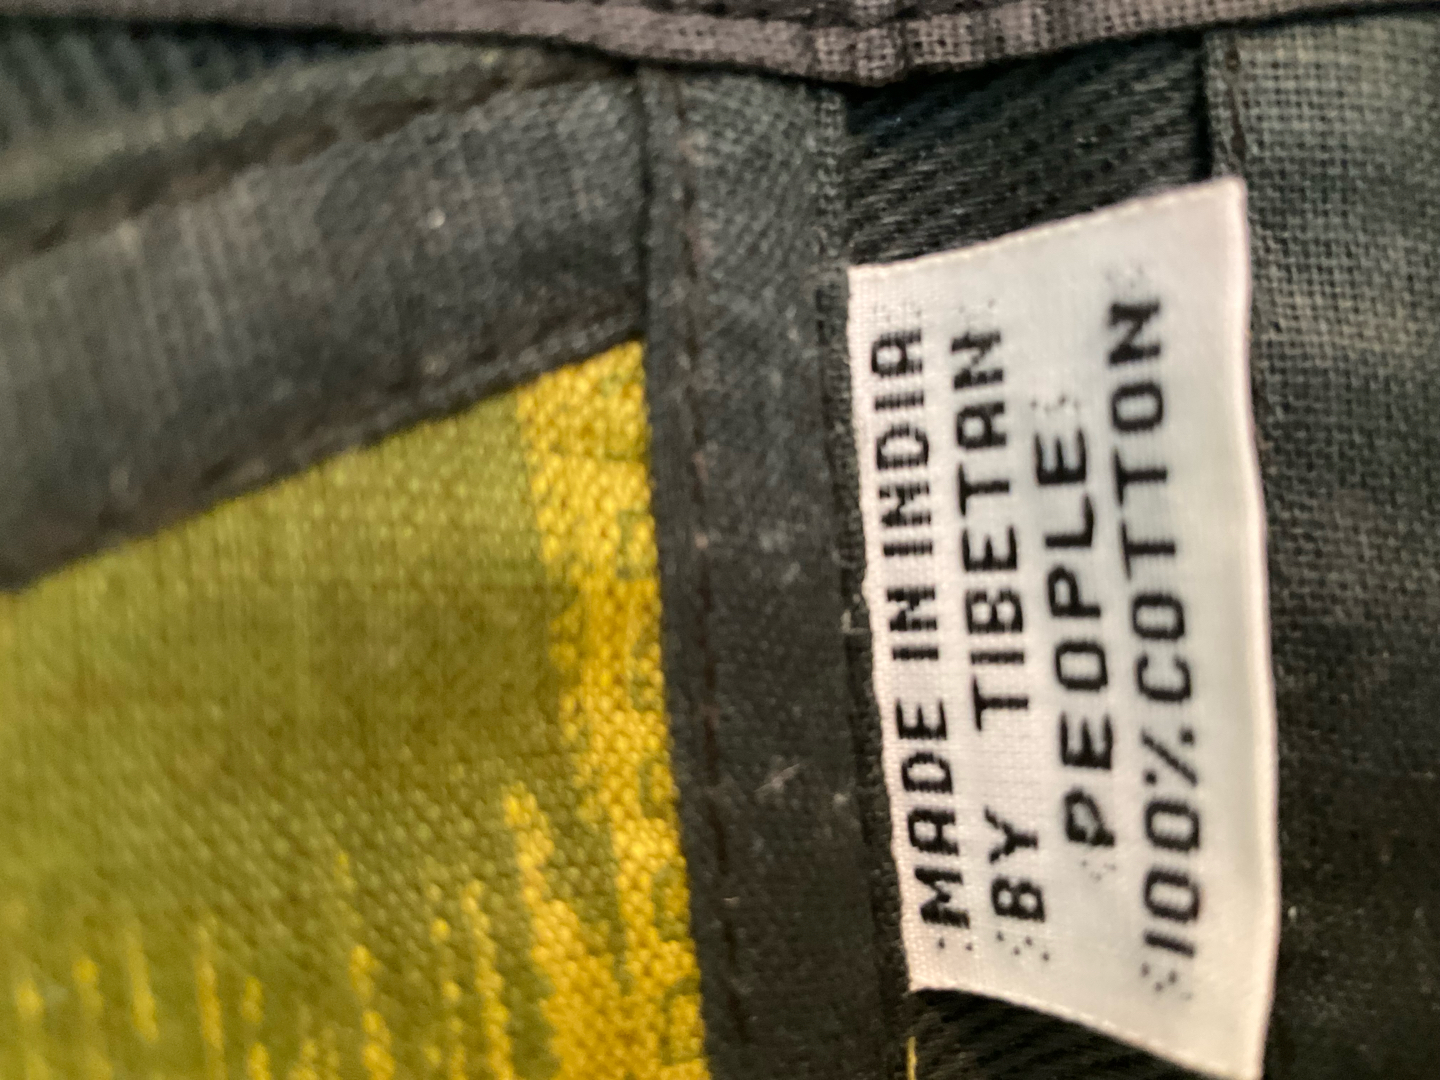 MADE IN INDIA
BY TIBETAN
PEOPLE
100% COTTON